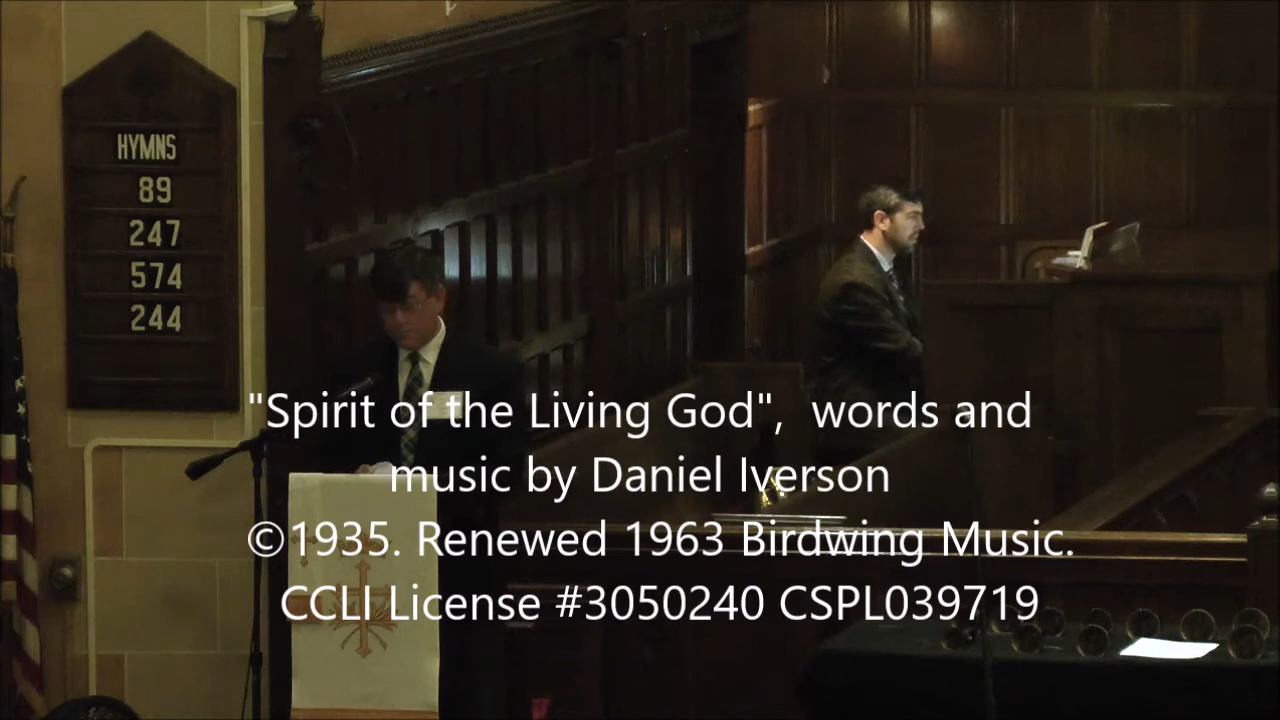 HYMNS
89
247
574
244
"Spirit of the Living God",  words and
music by Daniel Iverson
©1935. Renewed 1963 Birdwing Music.
CCLI License #3050240 CSPL039719